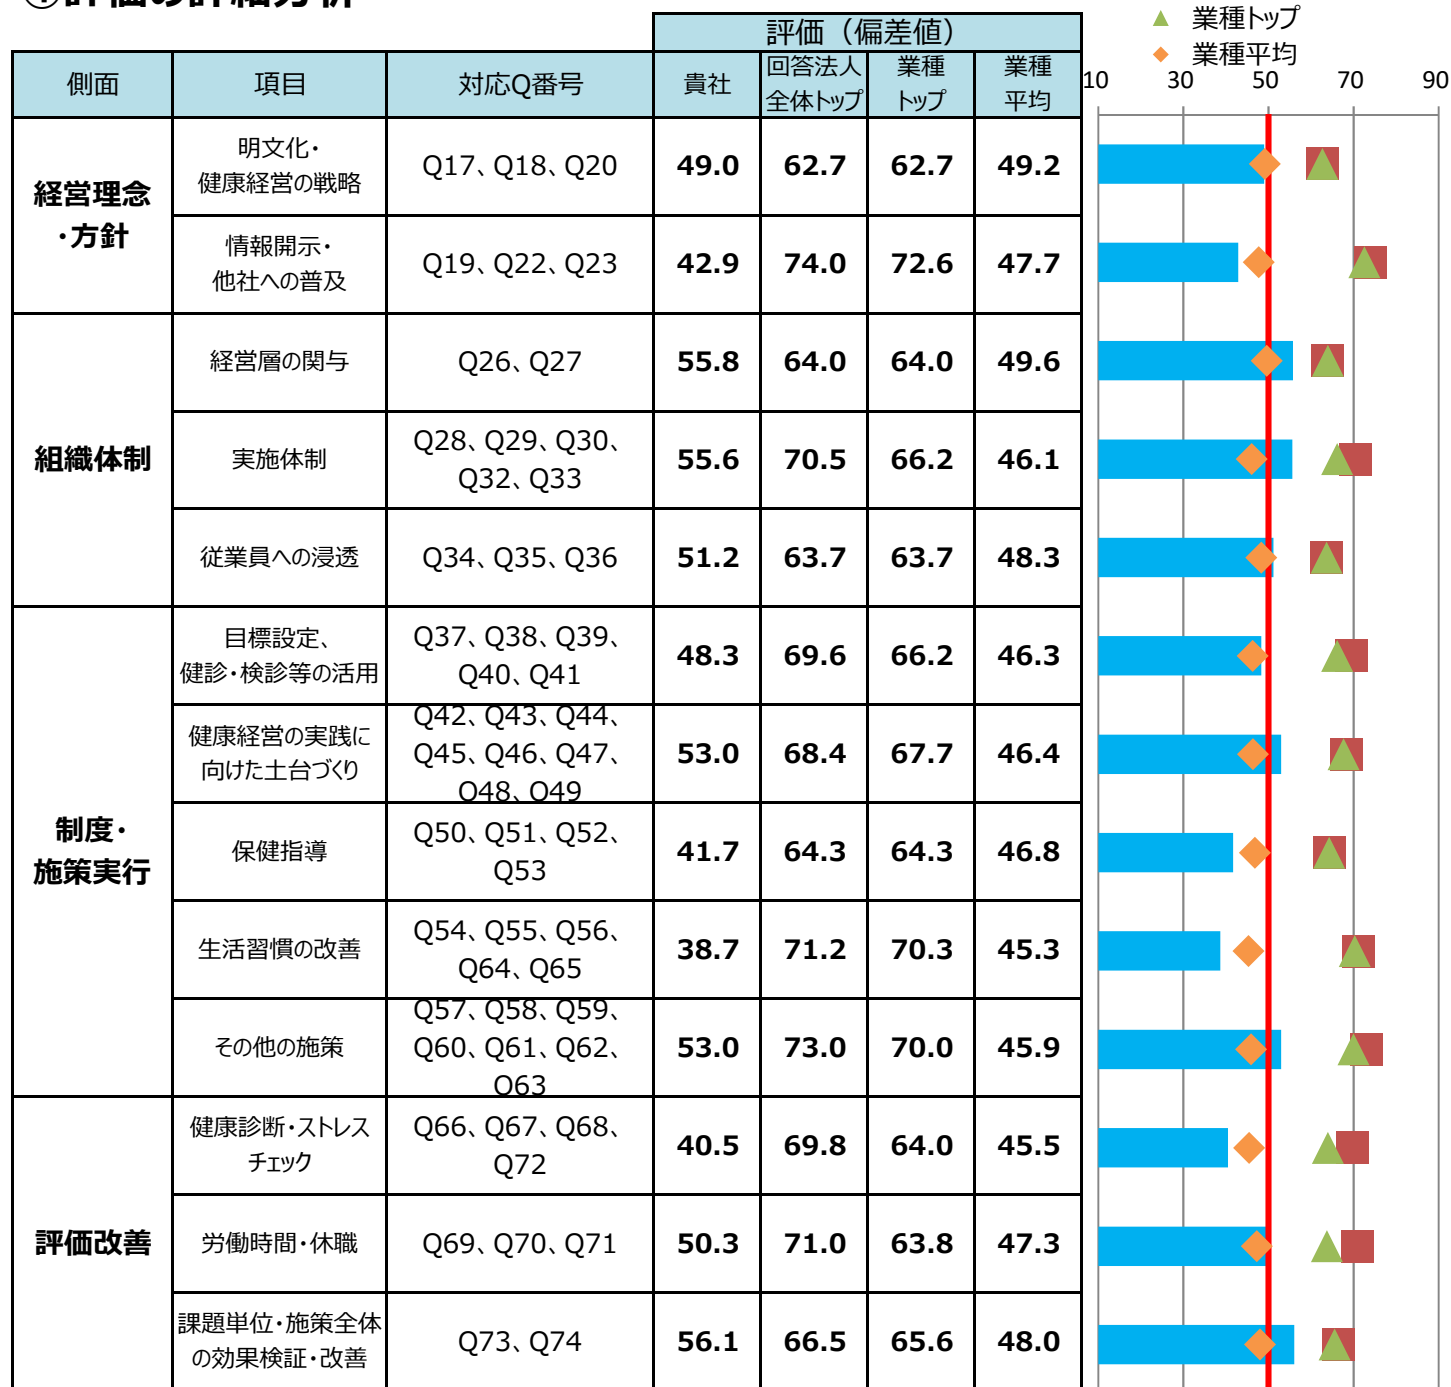 ①評価の詳細分析
業種トップ
業種平均
評価（偏差値）
側面 項目 対応Q番号 貴社 回答法人全体トップ 業種トップ 業種平均
10 30 50 70 90
経営理念・方針
明文化・健康経営の戦略 Q17、Q18、Q20 49.0 62.7 62.7 49.2
情報開示・他社への普及 Q19、Q22、Q23 42.9 74.0 72.6 47.7
組織体制
経営層の関与 Q26、Q27 55.8 64.0 64.0 49.6
実施体制 Q28、Q29、Q30、Q32、Q33 55.6 70.5 66.2 46.1
従業員への浸透 Q34、Q35、Q36 51.2 63.7 63.7 48.3
制度・施策実行
目標設定、健診・検診等の活用 Q37、Q38、Q39、Q40、Q41 48.3 69.6 66.2 46.3
健康経営の実践に向けた土台づくり Q42、Q43、Q44、Q45、Q46、Q47、Q48、Q49 53.0 68.4 67.7 46.4
保健指導 Q50、Q51、Q52、Q53 41.7 64.3 64.3 46.8
生活習慣の改善 Q54、Q55、Q56、Q64、Q65 38.7 71.2 70.3 45.3
その他の施策 Q57、Q58、Q59、Q60、Q61、Q62、Q63 53.0 73.0 70.0 45.9
評価改善
健康診断・ストレスチェック Q66、Q67、Q68、Q72 40.5 69.8 64.0 45.5
労働時間・休職 Q69、Q70、Q71 50.3 71.0 63.8 47.3
課題単位・施策全体の効果検証・改善 Q73、Q74 56.1 66.5 65.6 48.0